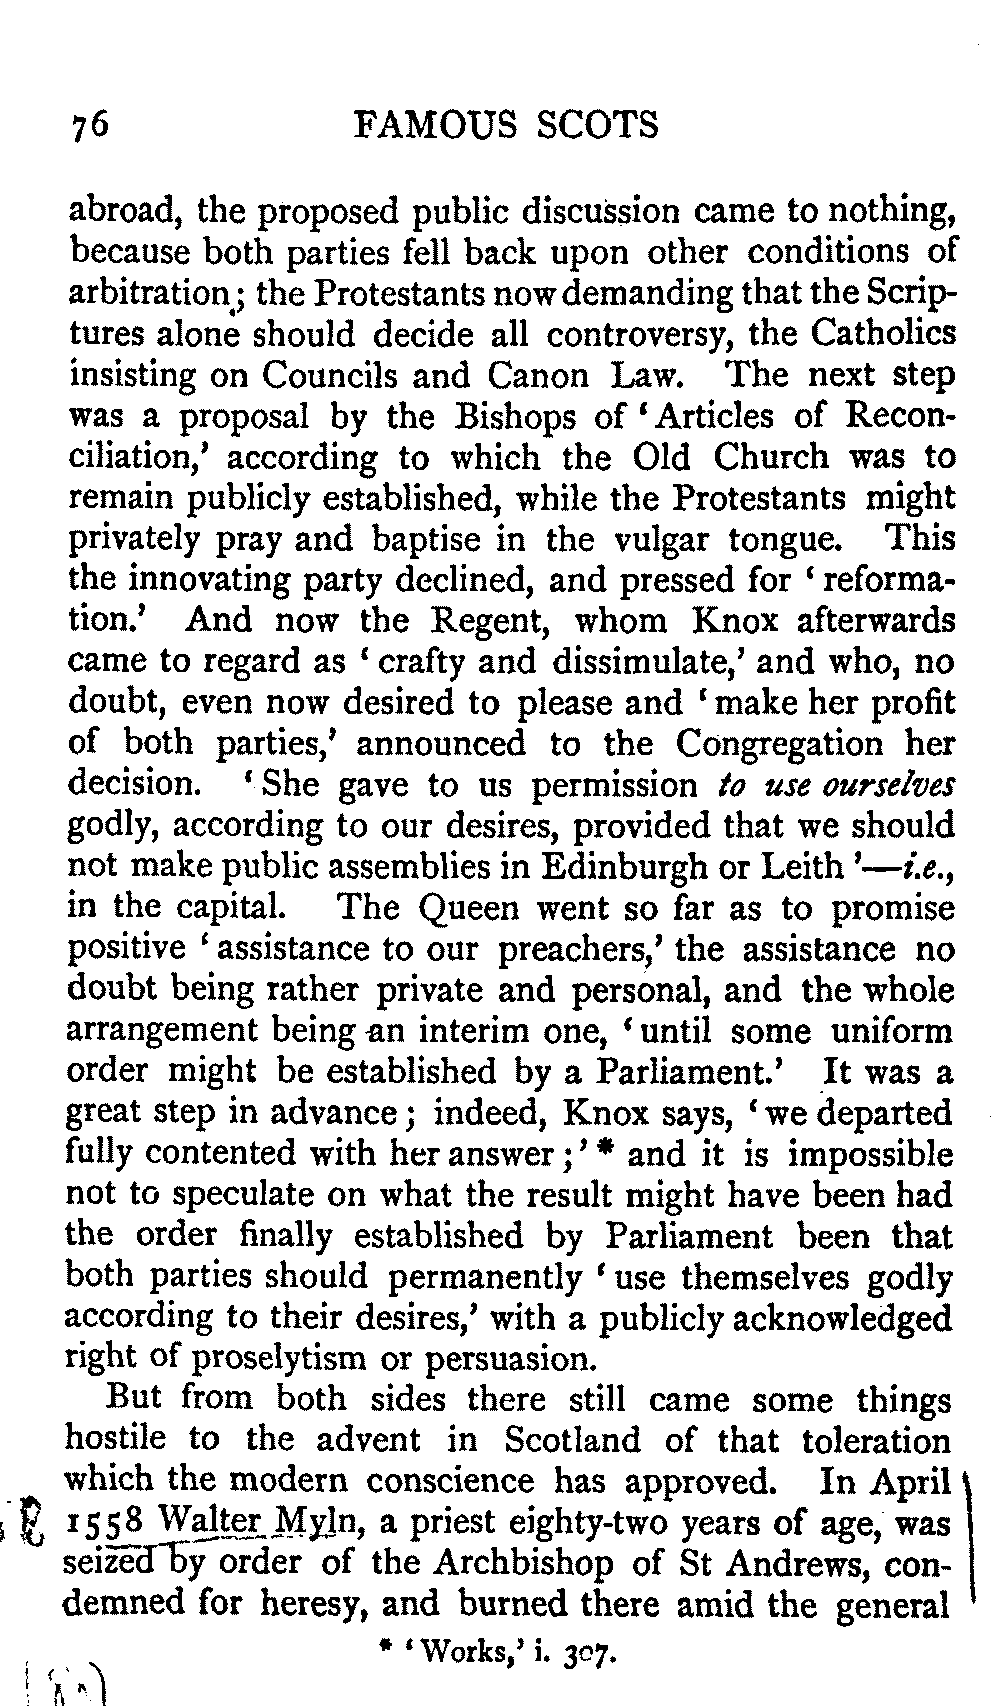 76 FAMOUS SCOTS
abroad, the proposed public discussion came to nothing,
because both parties fell back upon other conditions of
arbitration; the Protestants now demanding that the Scrip-
tures alone should decide all controversy, the Catholics
insisting on Councils and Canon Law. The next step
was a proposal by the Bishops of ‘Articles of Recon-
ciliation,’ according to which the Old Church was to
remain publicly established, while the Protestants might
privately pray and baptise in the vulgar tongue. This
the innovating party declined, and pressed for ‘reforma-
tion.’ And now the Regent, whom Knox afterwards
came to regard as ‘crafty and dissimulate,’ and who, no
doubt, even now desired to please and ‘make her profit
of both parties,’ announced to the Congregation her
decision. ‘She gave to us permission to use ourselves
godly, according to our desires, provided that we should
not make public assemblies in Edinburgh or Leith’—i.e.,
in the capital. The Queen went so far as to promise
positive ‘assistance to our preachers,’ the assistance no
doubt being rather private and personal, and the whole
arrangement being an interim one, ‘until some uniform
order might be established by a Parliament.’ It was a
great step in advance; indeed, Knox says, ‘we departed
fully contented with her answer;’* and it is impossible
not to speculate on what the result might have been had
the order finally established by Parliament been that
both parties should permanently ‘use themselves godly
according to their desires,’ with a publicly acknowledged
right of proselytism or persuasion.
But from both sides there still came some things
hostile to the advent in Scotland of that toleration
which the modern conscience has approved. In April
1558 Walter Myln, a priest eighty-two years of age, was
seized by order of the Archbishop of St Andrews, con-
demned for heresy, and burned there amid the general
* ‘Works,’ i. 307.